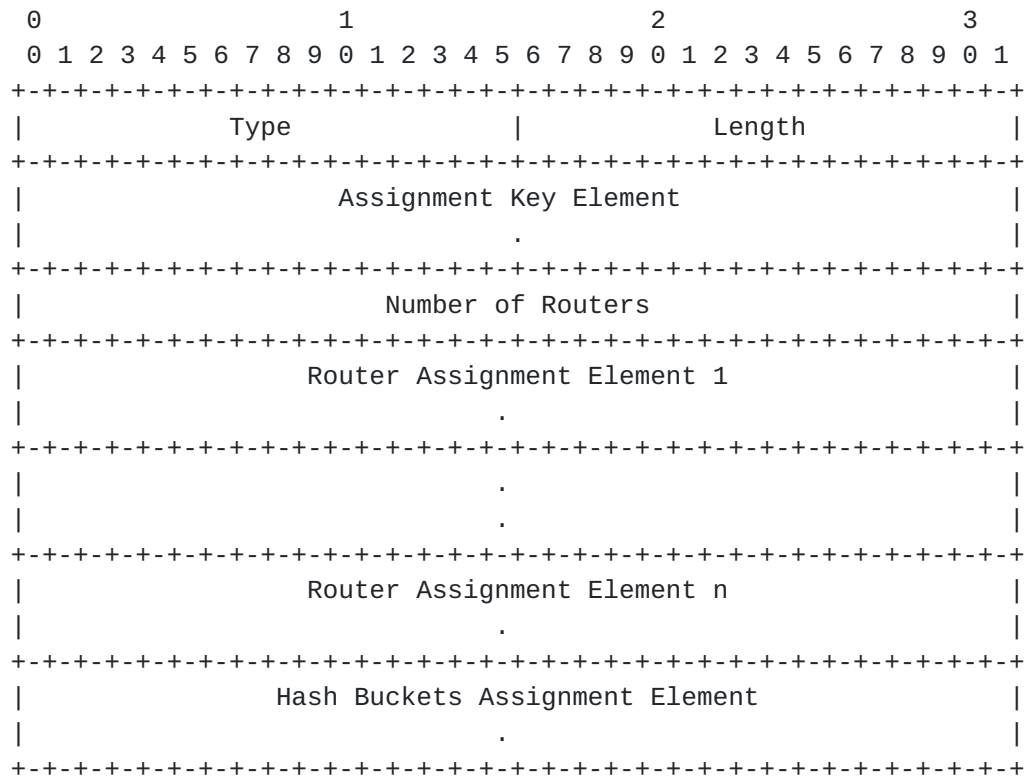 0                   1                   2                   3
 0 1 2 3 4 5 6 7 8 9 0 1 2 3 4 5 6 7 8 9 0 1 2 3 4 5 6 7 8 9 0 1
+-+-+-+-+-+-+-+-+-+-+-+-+-+-+-+-+-+-+-+-+-+-+-+-+-+-+-+-+-+-+-+-+
|             Type              |            Length             |
+-+-+-+-+-+-+-+-+-+-+-+-+-+-+-+-+-+-+-+-+-+-+-+-+-+-+-+-+-+-+-+-+
|                    Assignment Key Element                     |
|                               .                               |
+-+-+-+-+-+-+-+-+-+-+-+-+-+-+-+-+-+-+-+-+-+-+-+-+-+-+-+-+-+-+-+-+
|                       Number of Routers                       |
+-+-+-+-+-+-+-+-+-+-+-+-+-+-+-+-+-+-+-+-+-+-+-+-+-+-+-+-+-+-+-+-+
|                  Router Assignment Element 1                  |
|                              .                                |
+-+-+-+-+-+-+-+-+-+-+-+-+-+-+-+-+-+-+-+-+-+-+-+-+-+-+-+-+-+-+-+-+
|                              .                                |
|                              .                                |
+-+-+-+-+-+-+-+-+-+-+-+-+-+-+-+-+-+-+-+-+-+-+-+-+-+-+-+-+-+-+-+-+
|                  Router Assignment Element n                  |
|                              .                                |
+-+-+-+-+-+-+-+-+-+-+-+-+-+-+-+-+-+-+-+-+-+-+-+-+-+-+-+-+-+-+-+-+
|                Hash Buckets Assignment Element                |
|                              .                                |
+-+-+-+-+-+-+-+-+-+-+-+-+-+-+-+-+-+-+-+-+-+-+-+-+-+-+-+-+-+-+-+-+